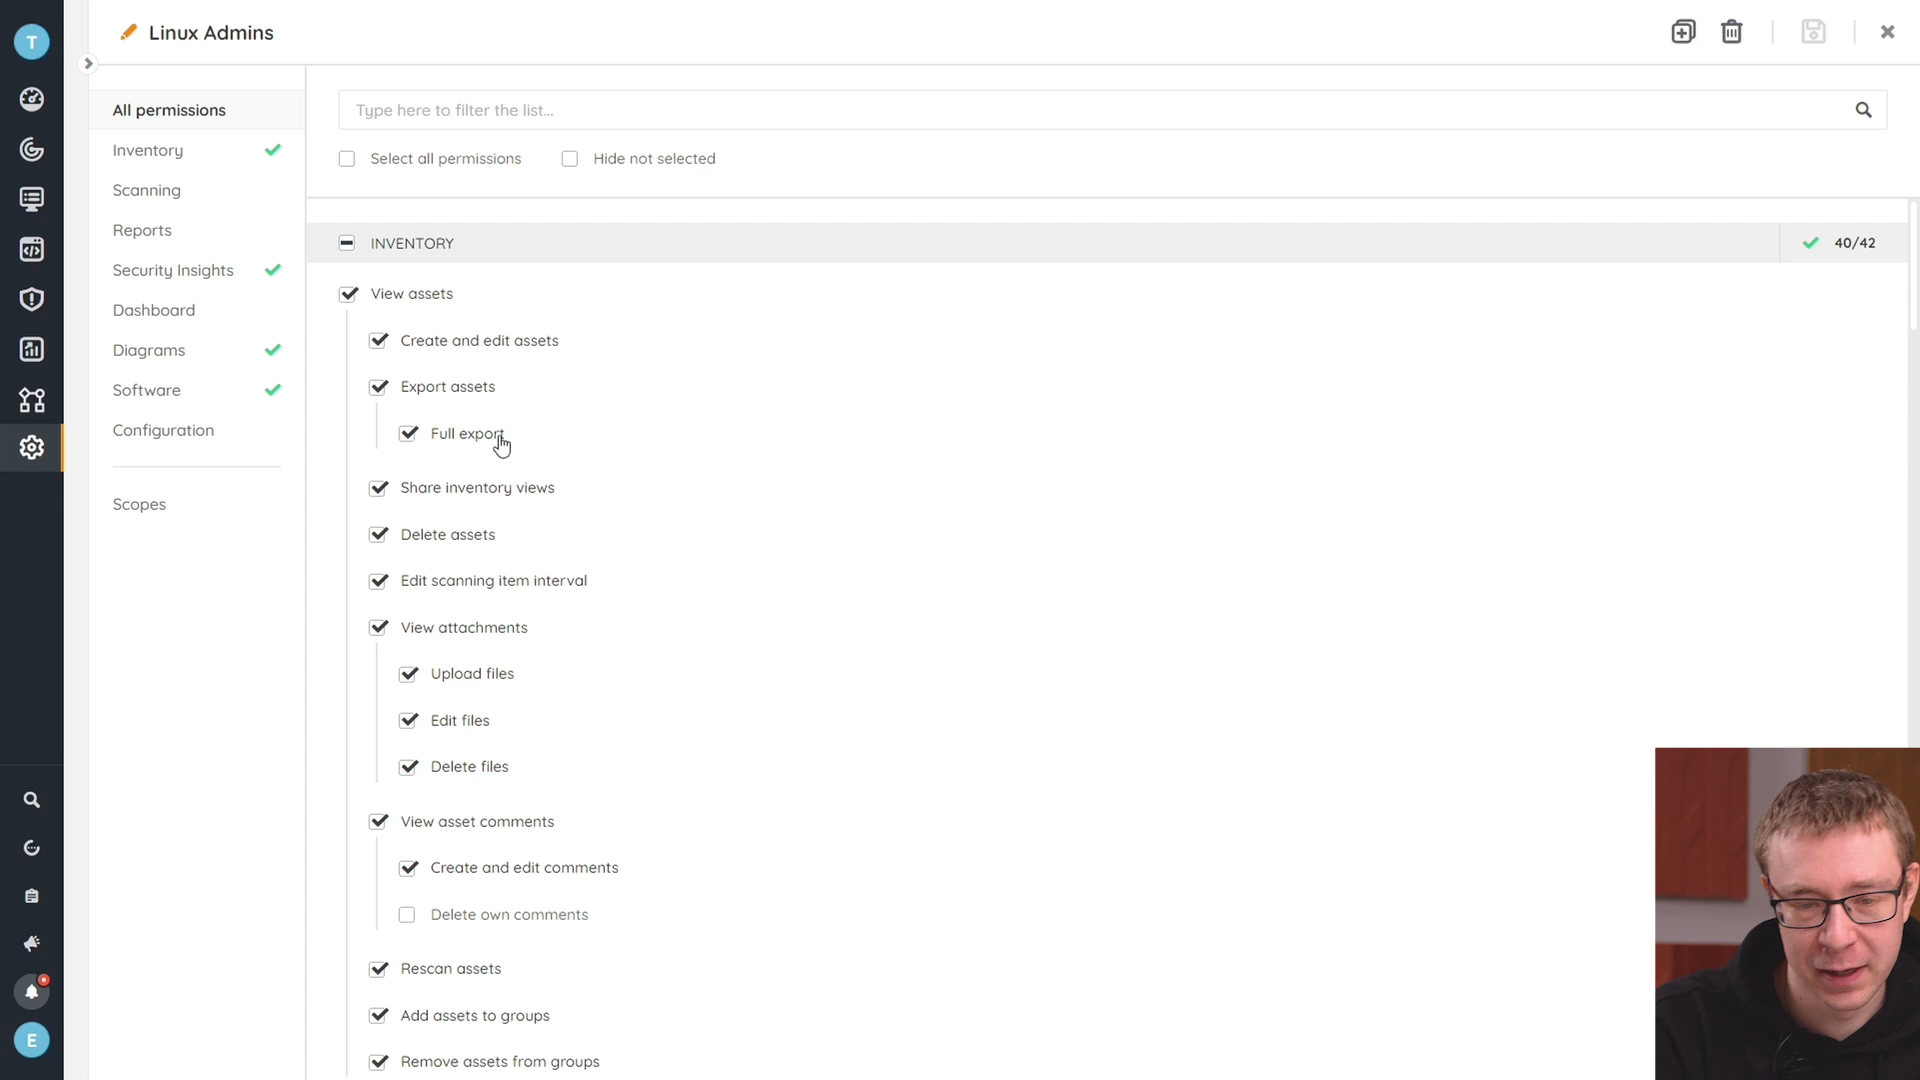 T
Linux Admins
All permissions
Inventory
Scanning
Reports
Security Insights
Dashboard
Diagrams
Software
Configuration
Scopes
Type here to filter the list...
Select all permissions
Hide not selected
INVENTORY
40/42
View assets
Create and edit assets
Export assets
Full export
Share inventory views
Delete assets
Edit scanning item interval
View attachments
Upload files
Edit files
Delete files
View asset comments
Create and edit comments
Delete own comments
Rescan assets
Add assets to groups
Remove assets from groups
E